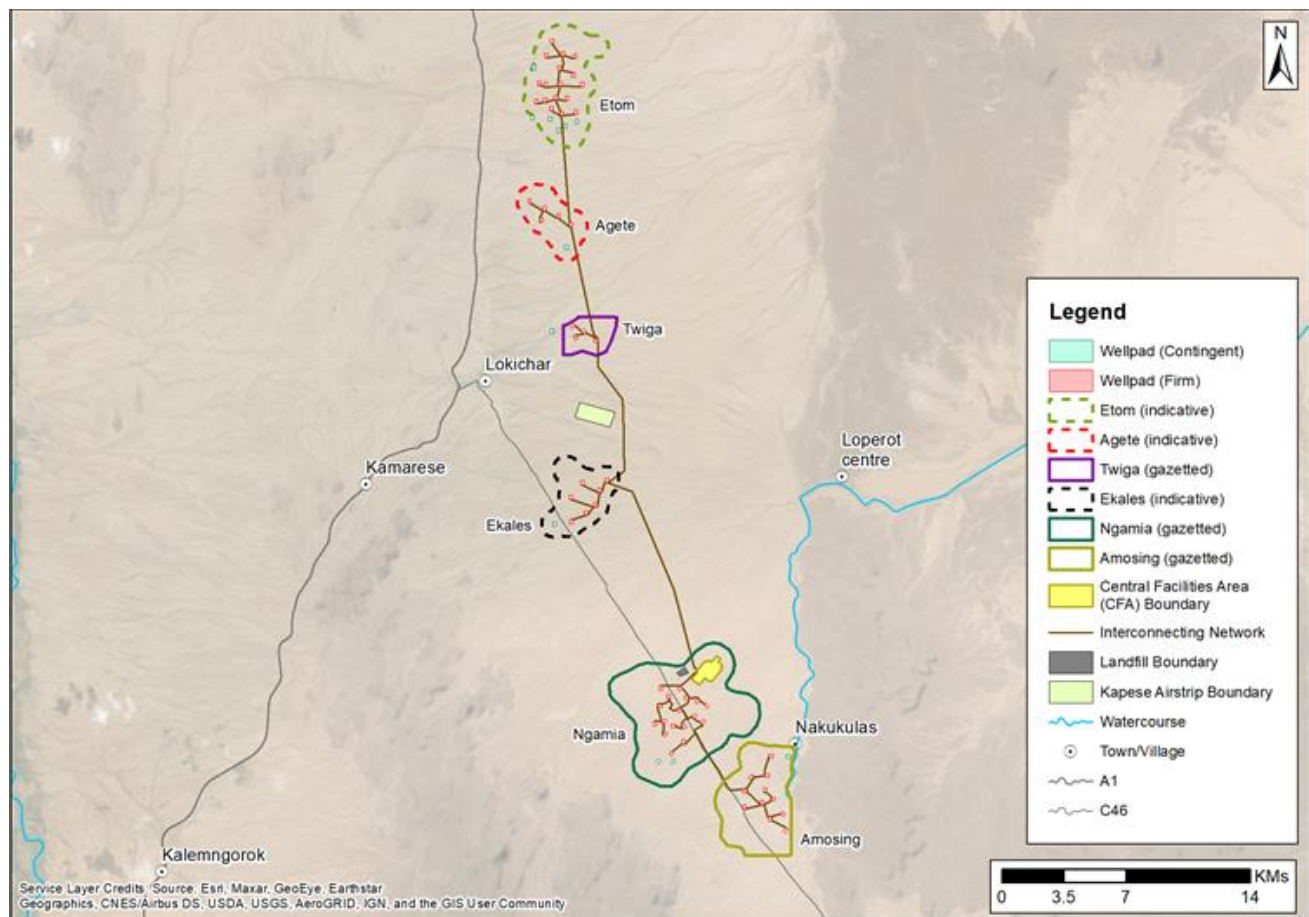 N
Etom
Agete
Twiga
Lokichar
Loperot
centre
Kamarese
Ekales
Ngamia
Nakukulas
Amosing
Kalemngorok
Legend
Wellpad (Contingent)
Wellpad (Firm)
Etom (indicative)
Agete (indicative)
Twiga (gazetted)
Ekales (indicative)
Ngamia (gazetted)
Amosing (gazetted)
Central Facilities Area
(CFA) Boundary
Interconnecting Network
Landfill Boundary
Kapese Airstrip Boundary
Watercourse
Town/Village
A1
C46
KMs
0 3.5 7 14
Service Layer Credits: Source: Esri, Maxar, GeoEye, Earthstar
Geographics, CNES/Airbus DS, USDA, USGS, AeroGRID, IGN, and the GIS User Community